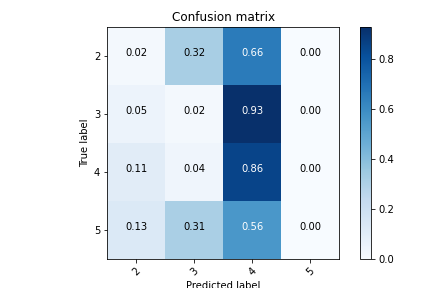 Confusion matrix
2 0.02 0.32 0.66 0.00
3 0.05 0.02 0.93 0.00
4 0.11 0.04 0.86 0.00
5 0.13 0.31 0.56 0.00
2 3 4 5
True label
Predicted label
0.8
0.6
0.4
0.2
0.0